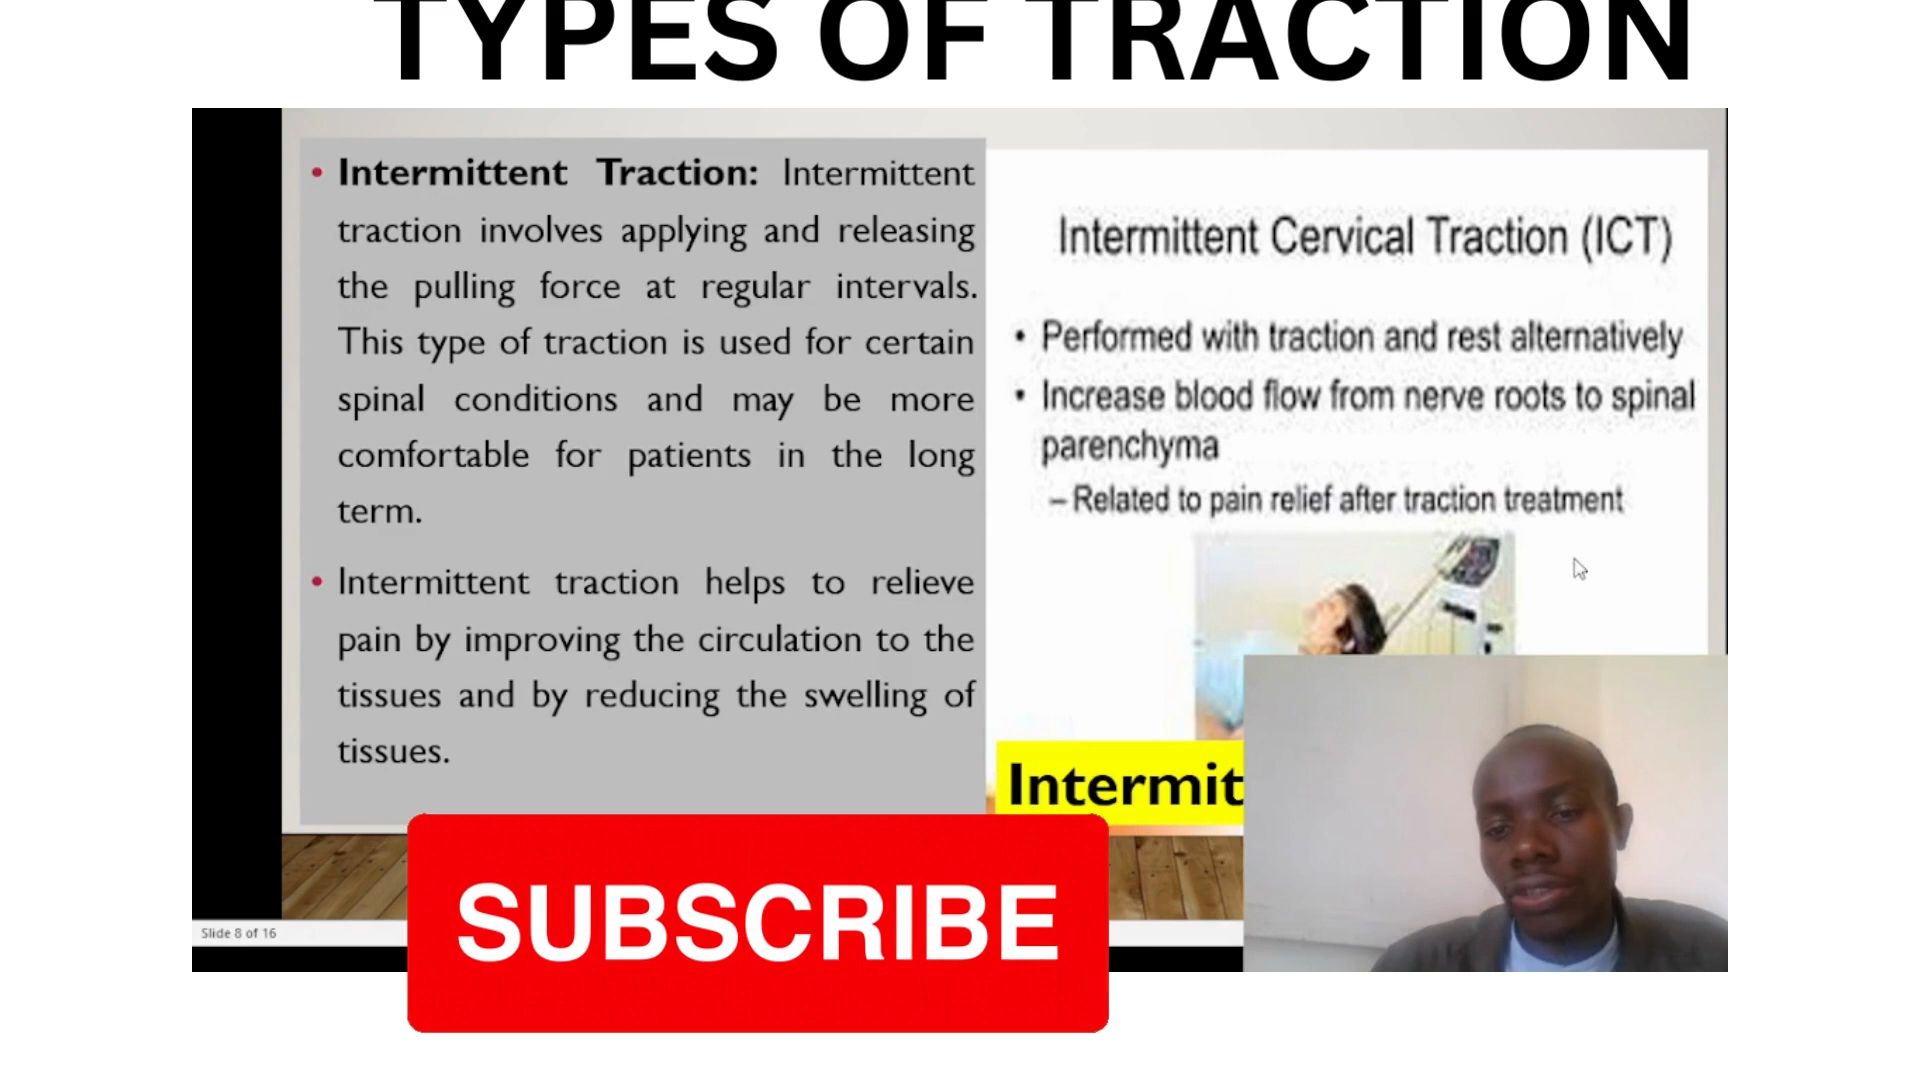 TYPES OF TRACTION
• Intermittent Traction: Intermittent
traction involves applying and releasing
the pulling force at regular intervals.
This type of traction is used for certain
spinal conditions and may be more
comfortable for patients in the long
term.
• Intermittent traction helps to relieve
pain by improving the circulation to the
tissues and by reducing the swelling of
tissues.
Intermittent Cervical Traction (ICT)
• Performed with traction and rest alternatively
• Increase blood flow from nerve roots to spinal
parenchyma
– Related to pain relief after traction treatment
Intermit
SUBSCRIBE
Slide 8 of 16